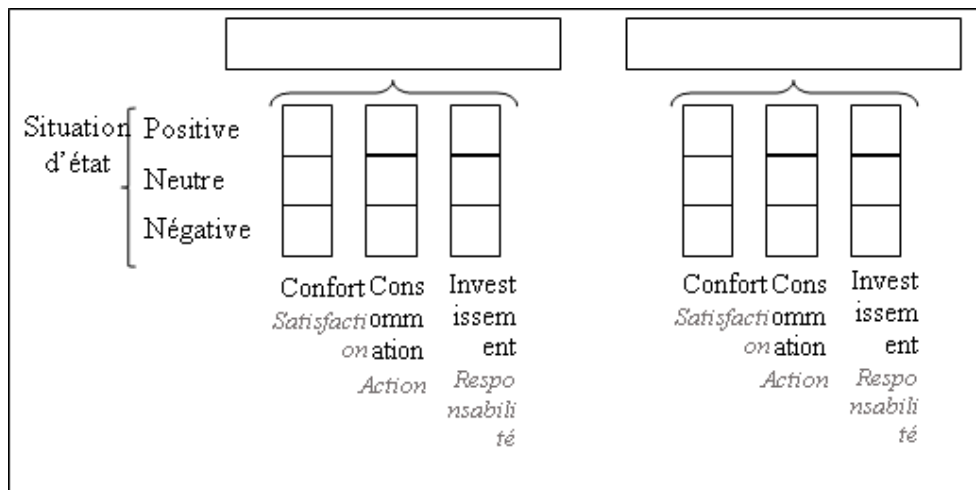 Situation
d'état
Positive
Neutre
Négative
Confort
Satisfacti
on
Cons
omm
ation
Action
Invest
issem
ent
Respo
nsabili
té
Confort
Satisfacti
on
Cons
omm
ation
Action
Invest
issem
ent
Respo
nsabili
té